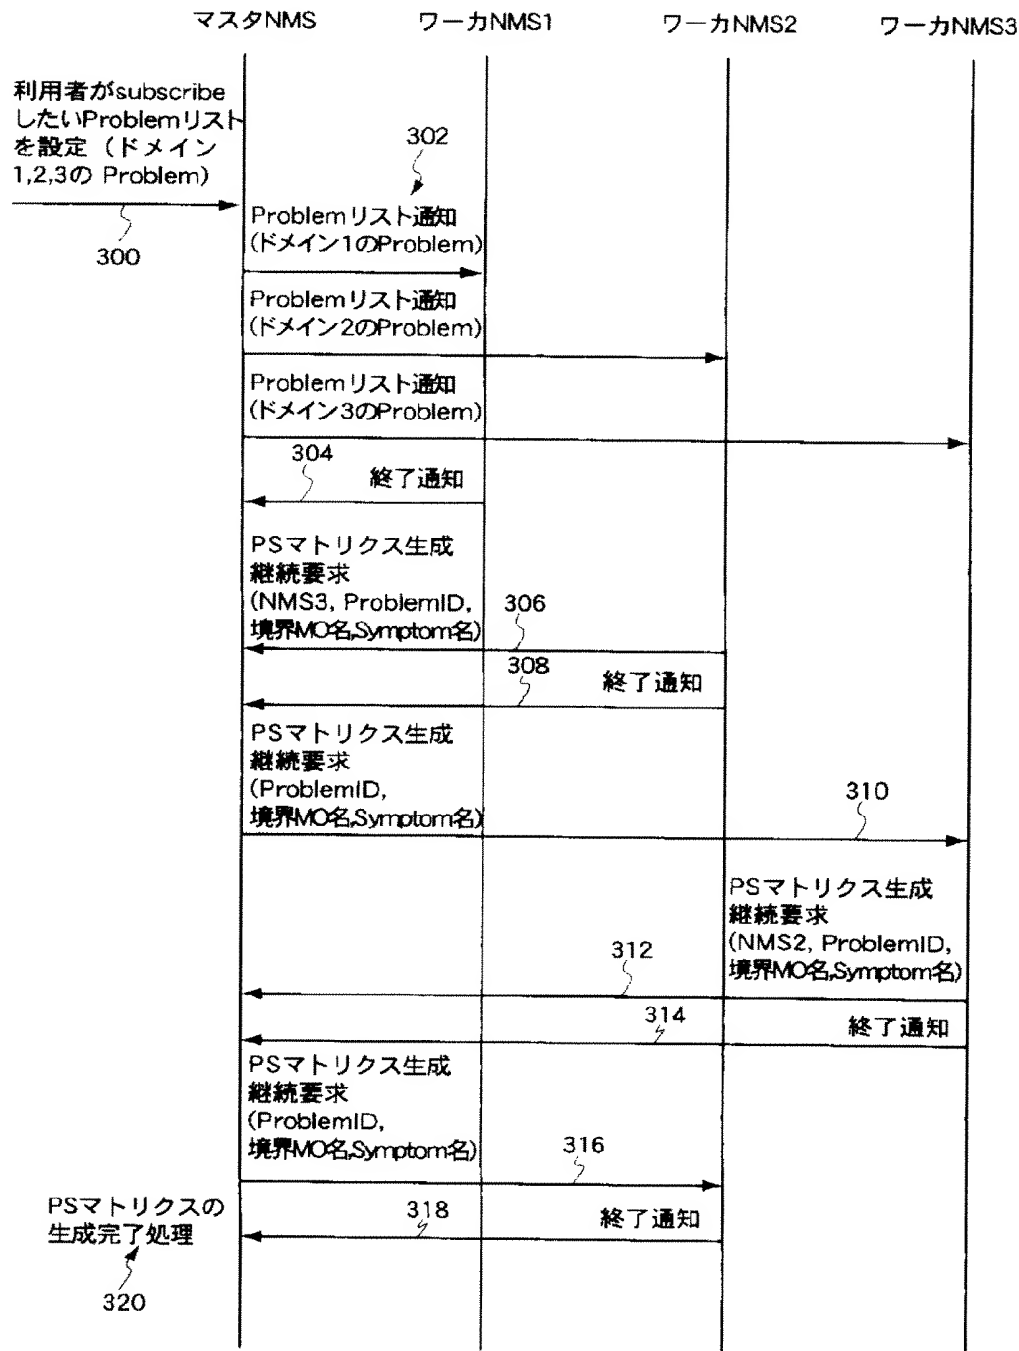 マスタNMS ワーカNMS1 ワーカNMS2 ワーカNMS3
利用者がsubscribe
したいProblemリスト
を設定（ドメイン
1,2,3の Problem)
300
302
Problemリスト通知
(ドメイン1のProblem)
Problemリスト通知
(ドメイン2のProblem)
Problemリスト通知
(ドメイン3のProblem)
304
終了通知
PSマトリクス生成
継続要求
(NMS3, ProblemID,
境界MO名,Symptom名)
306
308
終了通知
PSマトリクス生成
継続要求
(ProblemID,
境界MO名,Symptom名)
310
PSマトリクス生成
継続要求
(NMS2, ProblemID,
境界MO名,Symptom名)
312
314
終了通知
PSマトリクス生成
継続要求
(ProblemID,
境界MO名,Symptom名)
316
318
終了通知
PSマトリクスの
生成完了処理
320